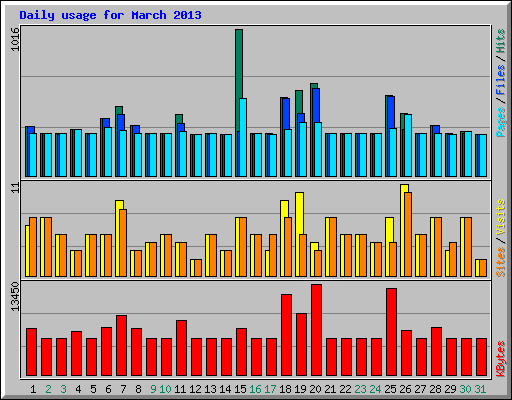 Daily usage for March 2013
1016
11
13450
Pages/Files/Hits
Sites/Visits
KBytes
1 2 3 4 5 6 7 8 9 10 11 12 13 14 15 16 17 18 19 20 21 22 23 24 25 26 27 28 29 30 31